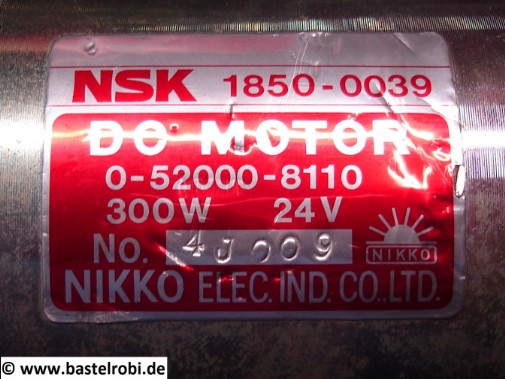 NSK 1850-0039
DC MOTOR
0-52000-8110
300W 24V
No. 4J009
NIKKO
NIKKO ELEC. IND. CO., LTD.
© www.bastelrobi.de